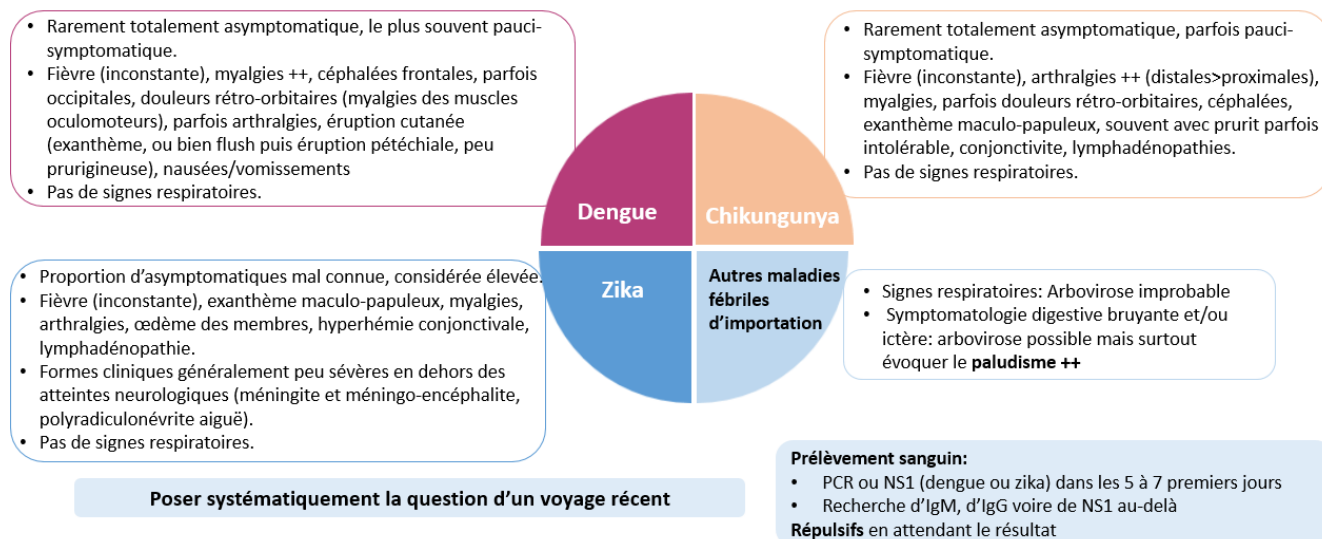 • Rarement totalement asymptomatique, le plus souvent pauci-
symptomatique.
• Fièvre (inconstante), myalgies ++, céphalées frontales, parfois
occipitales, douleurs rétro-orbitaires (myalgies des muscles
oculomoteurs), parfois arthralgies, éruption cutanée
(exanthème, ou bien flush puis éruption pétéchiale, peu
prurigineuse), nausées/vomissements
• Pas de signes respiratoires.
• Rarement totalement asymptomatique, parfois pauci-
symptomatique.
• Fièvre (inconstante), arthralgies ++ (distales>proximales),
myalgies, parfois douleurs rétro-orbitaires, céphalées,
exanthème maculo-papuleux, souvent avec prurit parfois
intolérable, conjonctivite, lymphadénopathies.
• Pas de signes respiratoires.
Dengue
Chikungunya
Zika
Autres maladies
fébriles
d'importation
• Proportion d'asymptomatiques mal connue, considérée élevée.
• Fièvre (inconstante), exanthème maculo-papuleux, myalgies,
arthralgies, œdème des membres, hyperhémie conjonctivale,
lymphadénopathie.
• Formes cliniques généralement peu sévères en dehors des
atteintes neurologiques (méningite et méningo-encéphalite,
polyradiculonévrite aiguë).
• Pas de signes respiratoires.
• Signes respiratoires: Arbovirose improbable
• Symptomatologie digestive bruyante et/ou
ictère: arbovirose possible mais surtout
évoquer le paludisme ++
Poser systématiquement la question d'un voyage récent
Prélèvement sanguin:
• PCR ou NS1 (dengue ou zika) dans les 5 à 7 premiers jours
• Recherche d'IgM, d'IgG voire de NS1 au-delà
Répulsifs en attendant le résultat